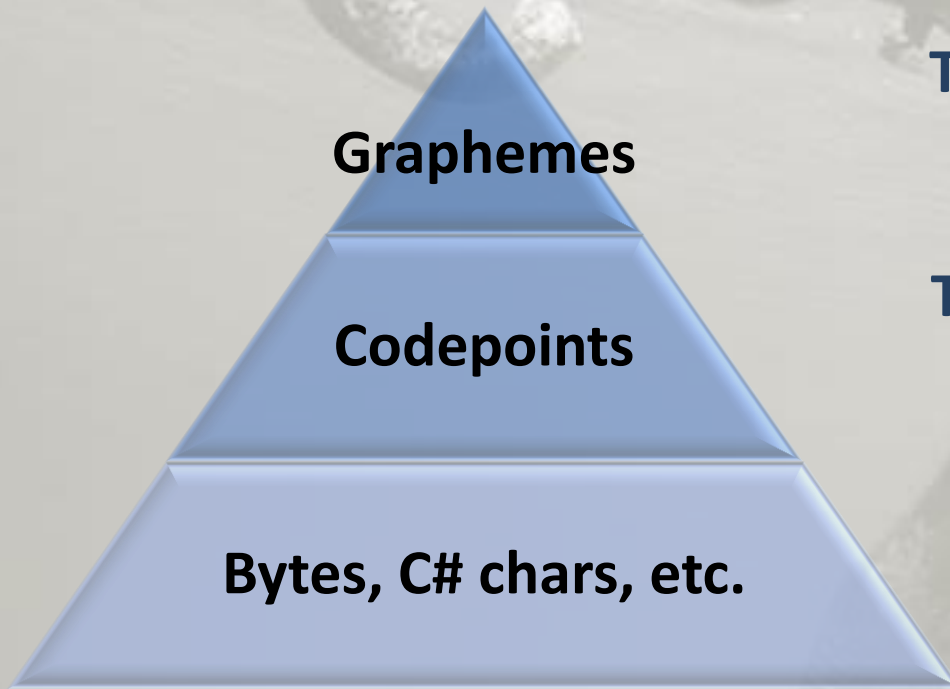 T
Graphemes
T
Codepoints
Bytes, C# chars, etc.